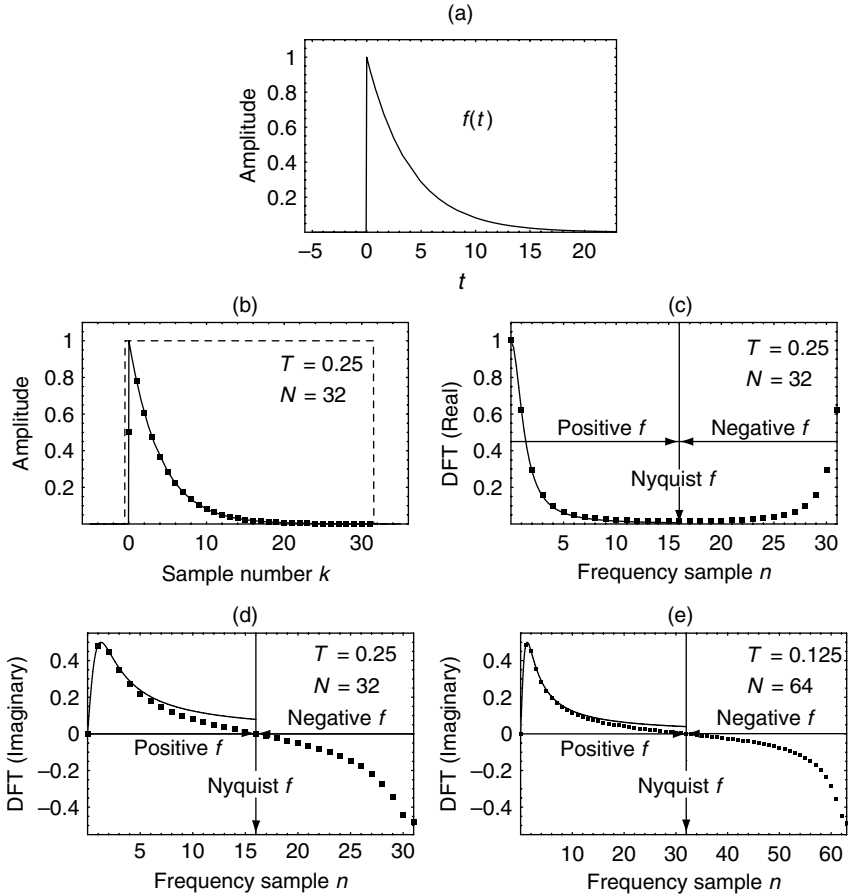 (a)
1
0.8
0.6
0.4
0.2
Amplitude
f(t)
−5 0 5 10 15 20
t
(b)
1
0.8
0.6
0.4
0.2
Amplitude
T = 0.25
N = 32
0 10 20 30
Sample number k
(c)
1
0.8
0.6
0.4
0.2
DFT (Real)
T = 0.25
N = 32
Positive f
Negative f
Nyquist f
5 10 15 20 25 30
Frequency sample n
(d)
0.4
0.2
0
−0.2
−0.4
DFT (Imaginary)
T = 0.25
N = 32
Negative f
Positive f
Nyquist f
5 10 15 20 25 30
Frequency sample n
(e)
0.4
0.2
0
−0.2
−0.4
DFT (Imaginary)
T = 0.125
N = 64
Negative f
Positive f
Nyquist f
10 20 30 40 50 60
Frequency sample n